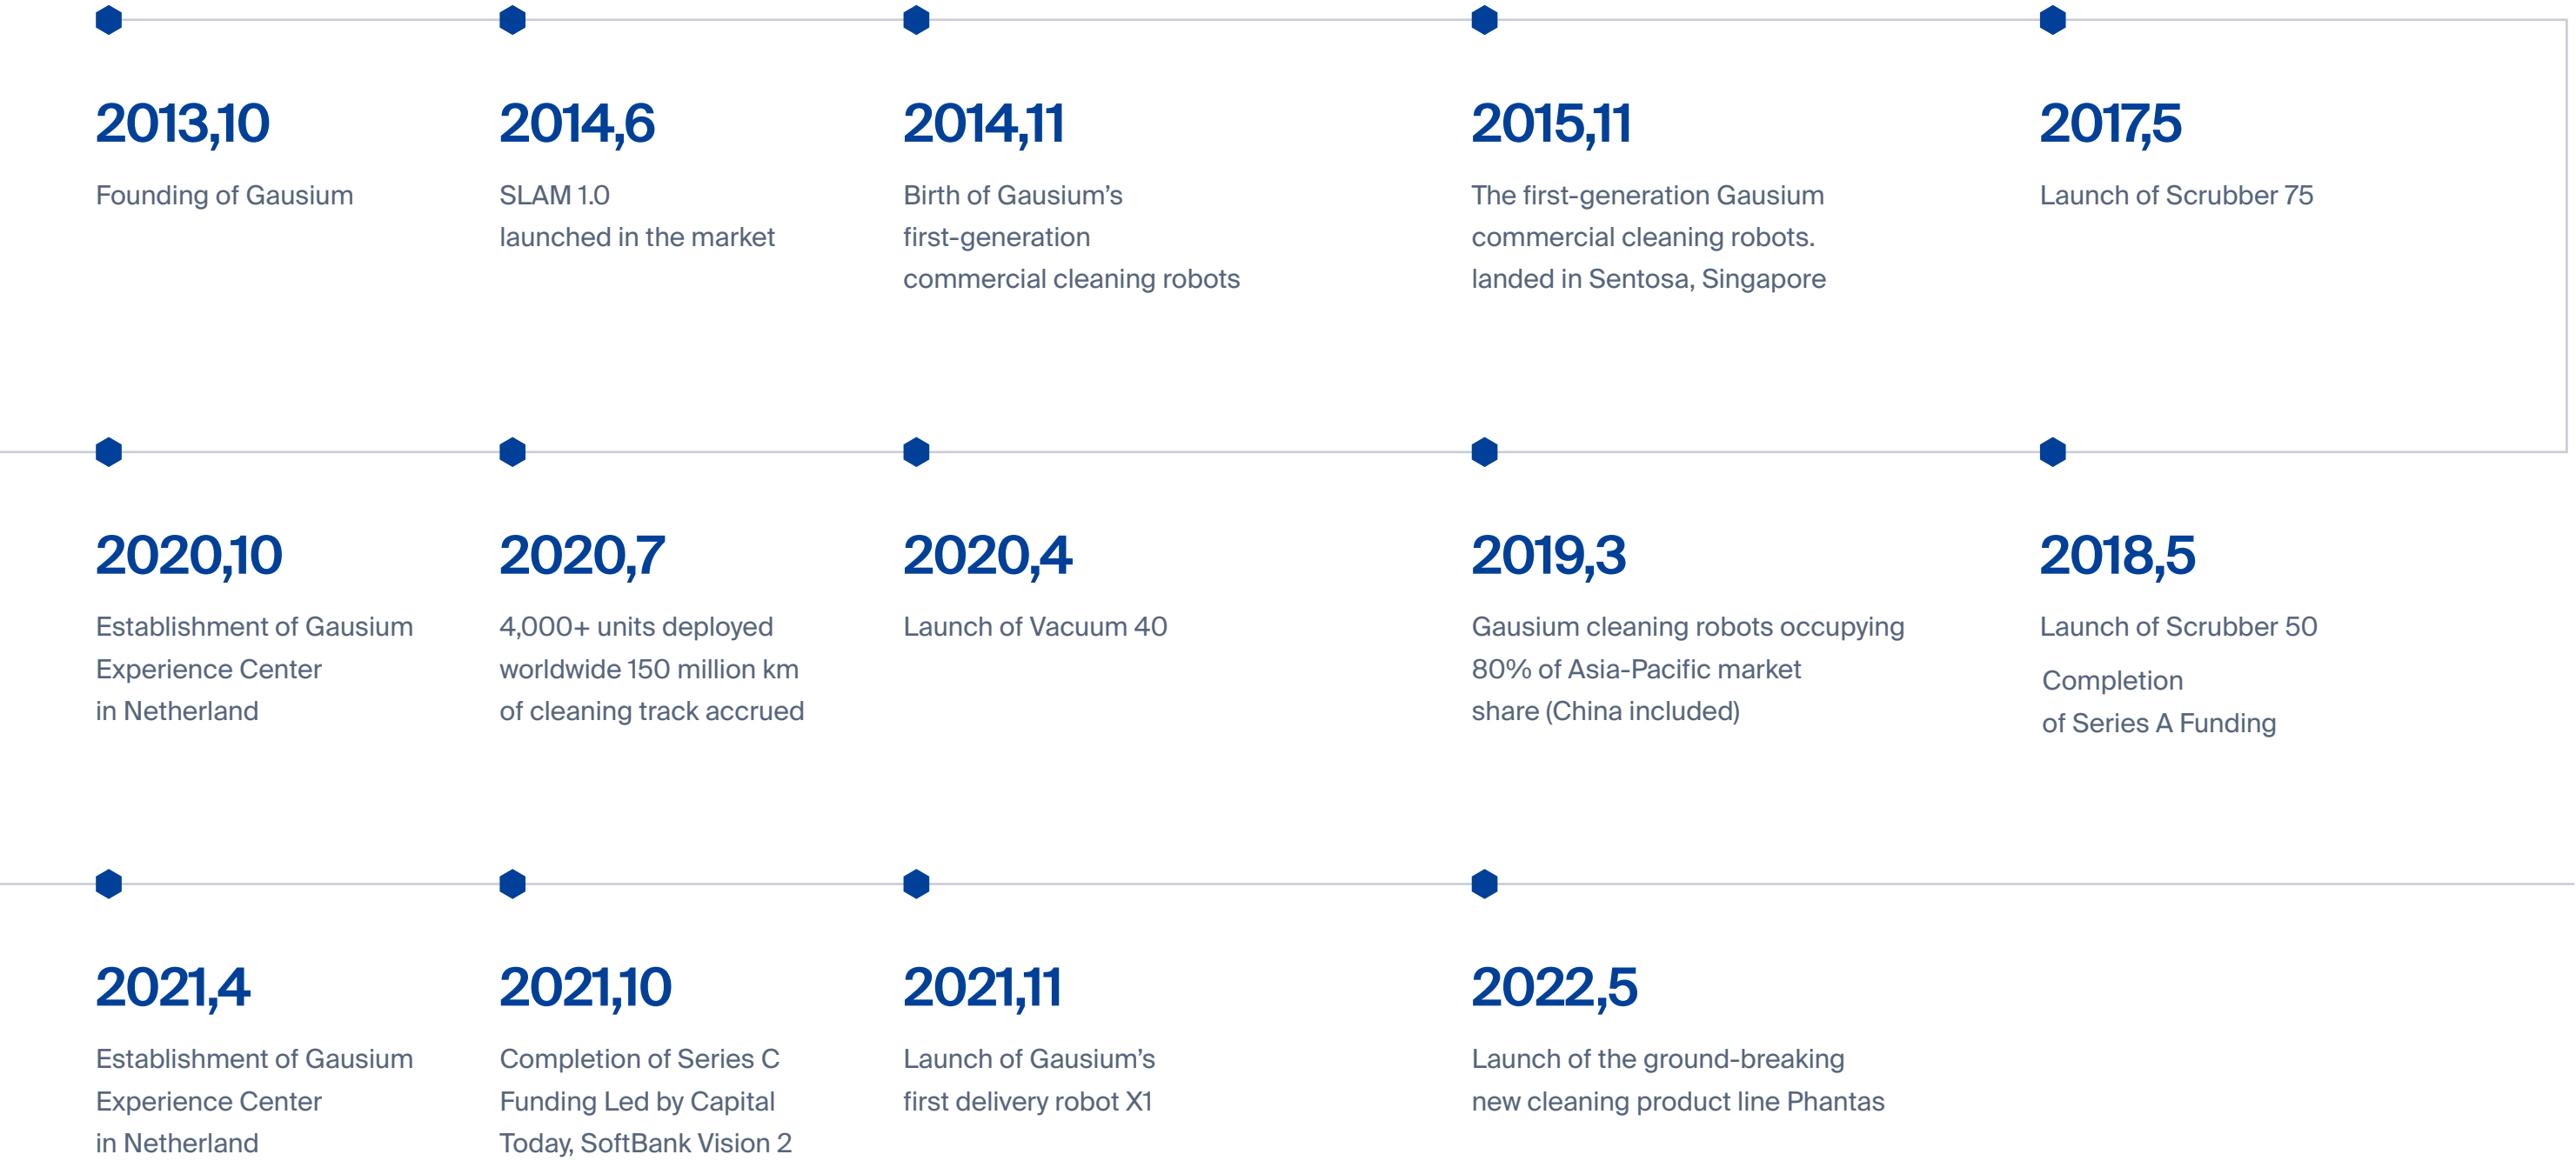 2013,10
Founding of Gausium
2014,6
SLAM 1.0
launched in the market
2014,11
Birth of Gausium’s
first-generation
commercial cleaning robots
2015,11
The first-generation Gausium
commercial cleaning robots.
landed in Sentosa, Singapore
2017,5
Launch of Scrubber 75
2020,10
Establishment of Gausium
Experience Center
in Netherland
2020,7
4,000+ units deployed
worldwide 150 million km
of cleaning track accrued
2020,4
Launch of Vacuum 40
2019,3
Gausium cleaning robots occupying
80% of Asia-Pacific market
share (China included)
2018,5
Launch of Scrubber 50
Completion
of Series A Funding
2021,4
Establishment of Gausium
Experience Center
in Netherland
2021,10
Completion of Series C
Funding Led by Capital
Today, SoftBank Vision 2
2021,11
Launch of Gausium’s
first delivery robot X1
2022,5
Launch of the ground-breaking
new cleaning product line Phantas